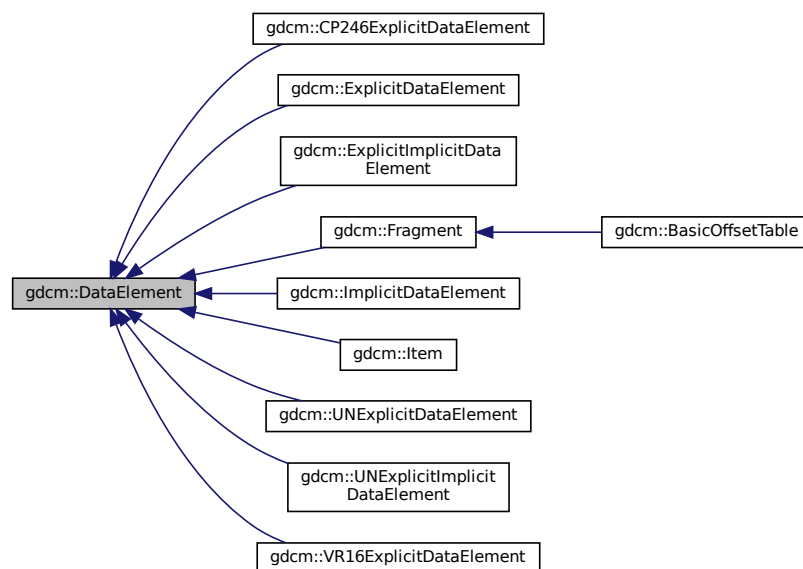 gdcm::CP246ExplicitDataElement
gdcm::ExplicitDataElement
gdcm::ExplicitImplicitData
Element
gdcm::Fragment
gdcm::BasicOffsetTable
gdcm::DataElement
gdcm::ImplicitDataElement
gdcm::Item
gdcm::UNExplicitDataElement
gdcm::UNExplicitImplicit
DataElement
gdcm::VR16ExplicitDataElement